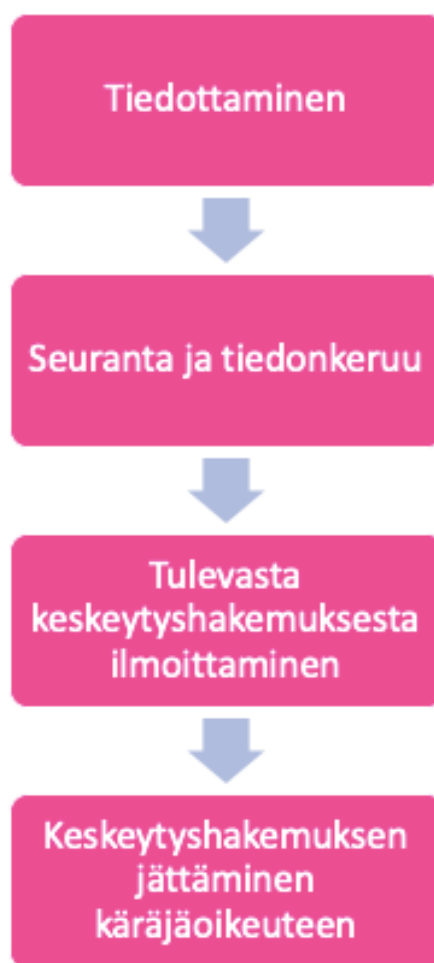 Tiedottaminen
Seuranta ja tiedonkeruu
Tulevasta
keskeytyshakemuksesta
ilmoittaminen
Keskeytyshakemuksen
jättäminen
käräjäoikeuteen